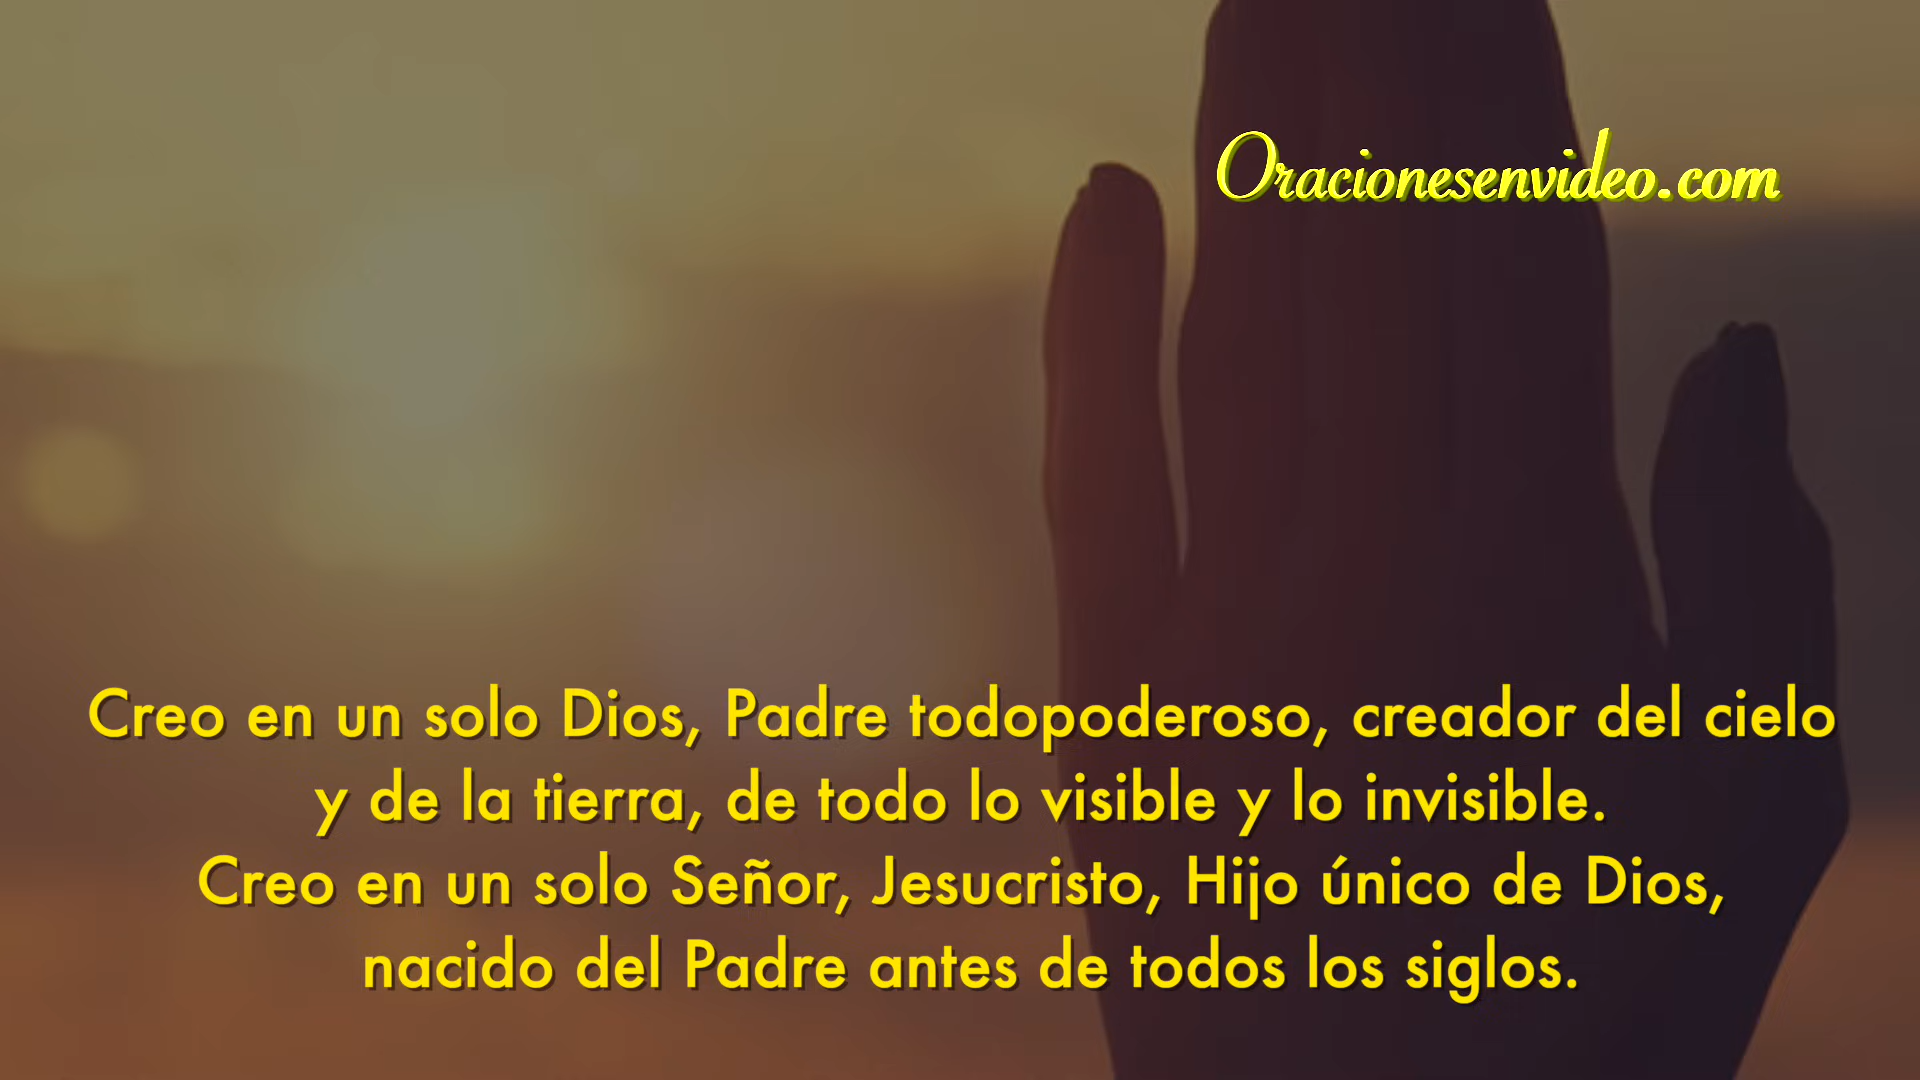 Oracionesenvideo.com
Creo en un solo Dios, Padre todopoderoso, creador del cielo
y de la tierra, de todo lo visible y lo invisible.
Creo en un solo Señor, Jesucristo, Hijo único de Dios,
nacido del Padre antes de todos los siglos.